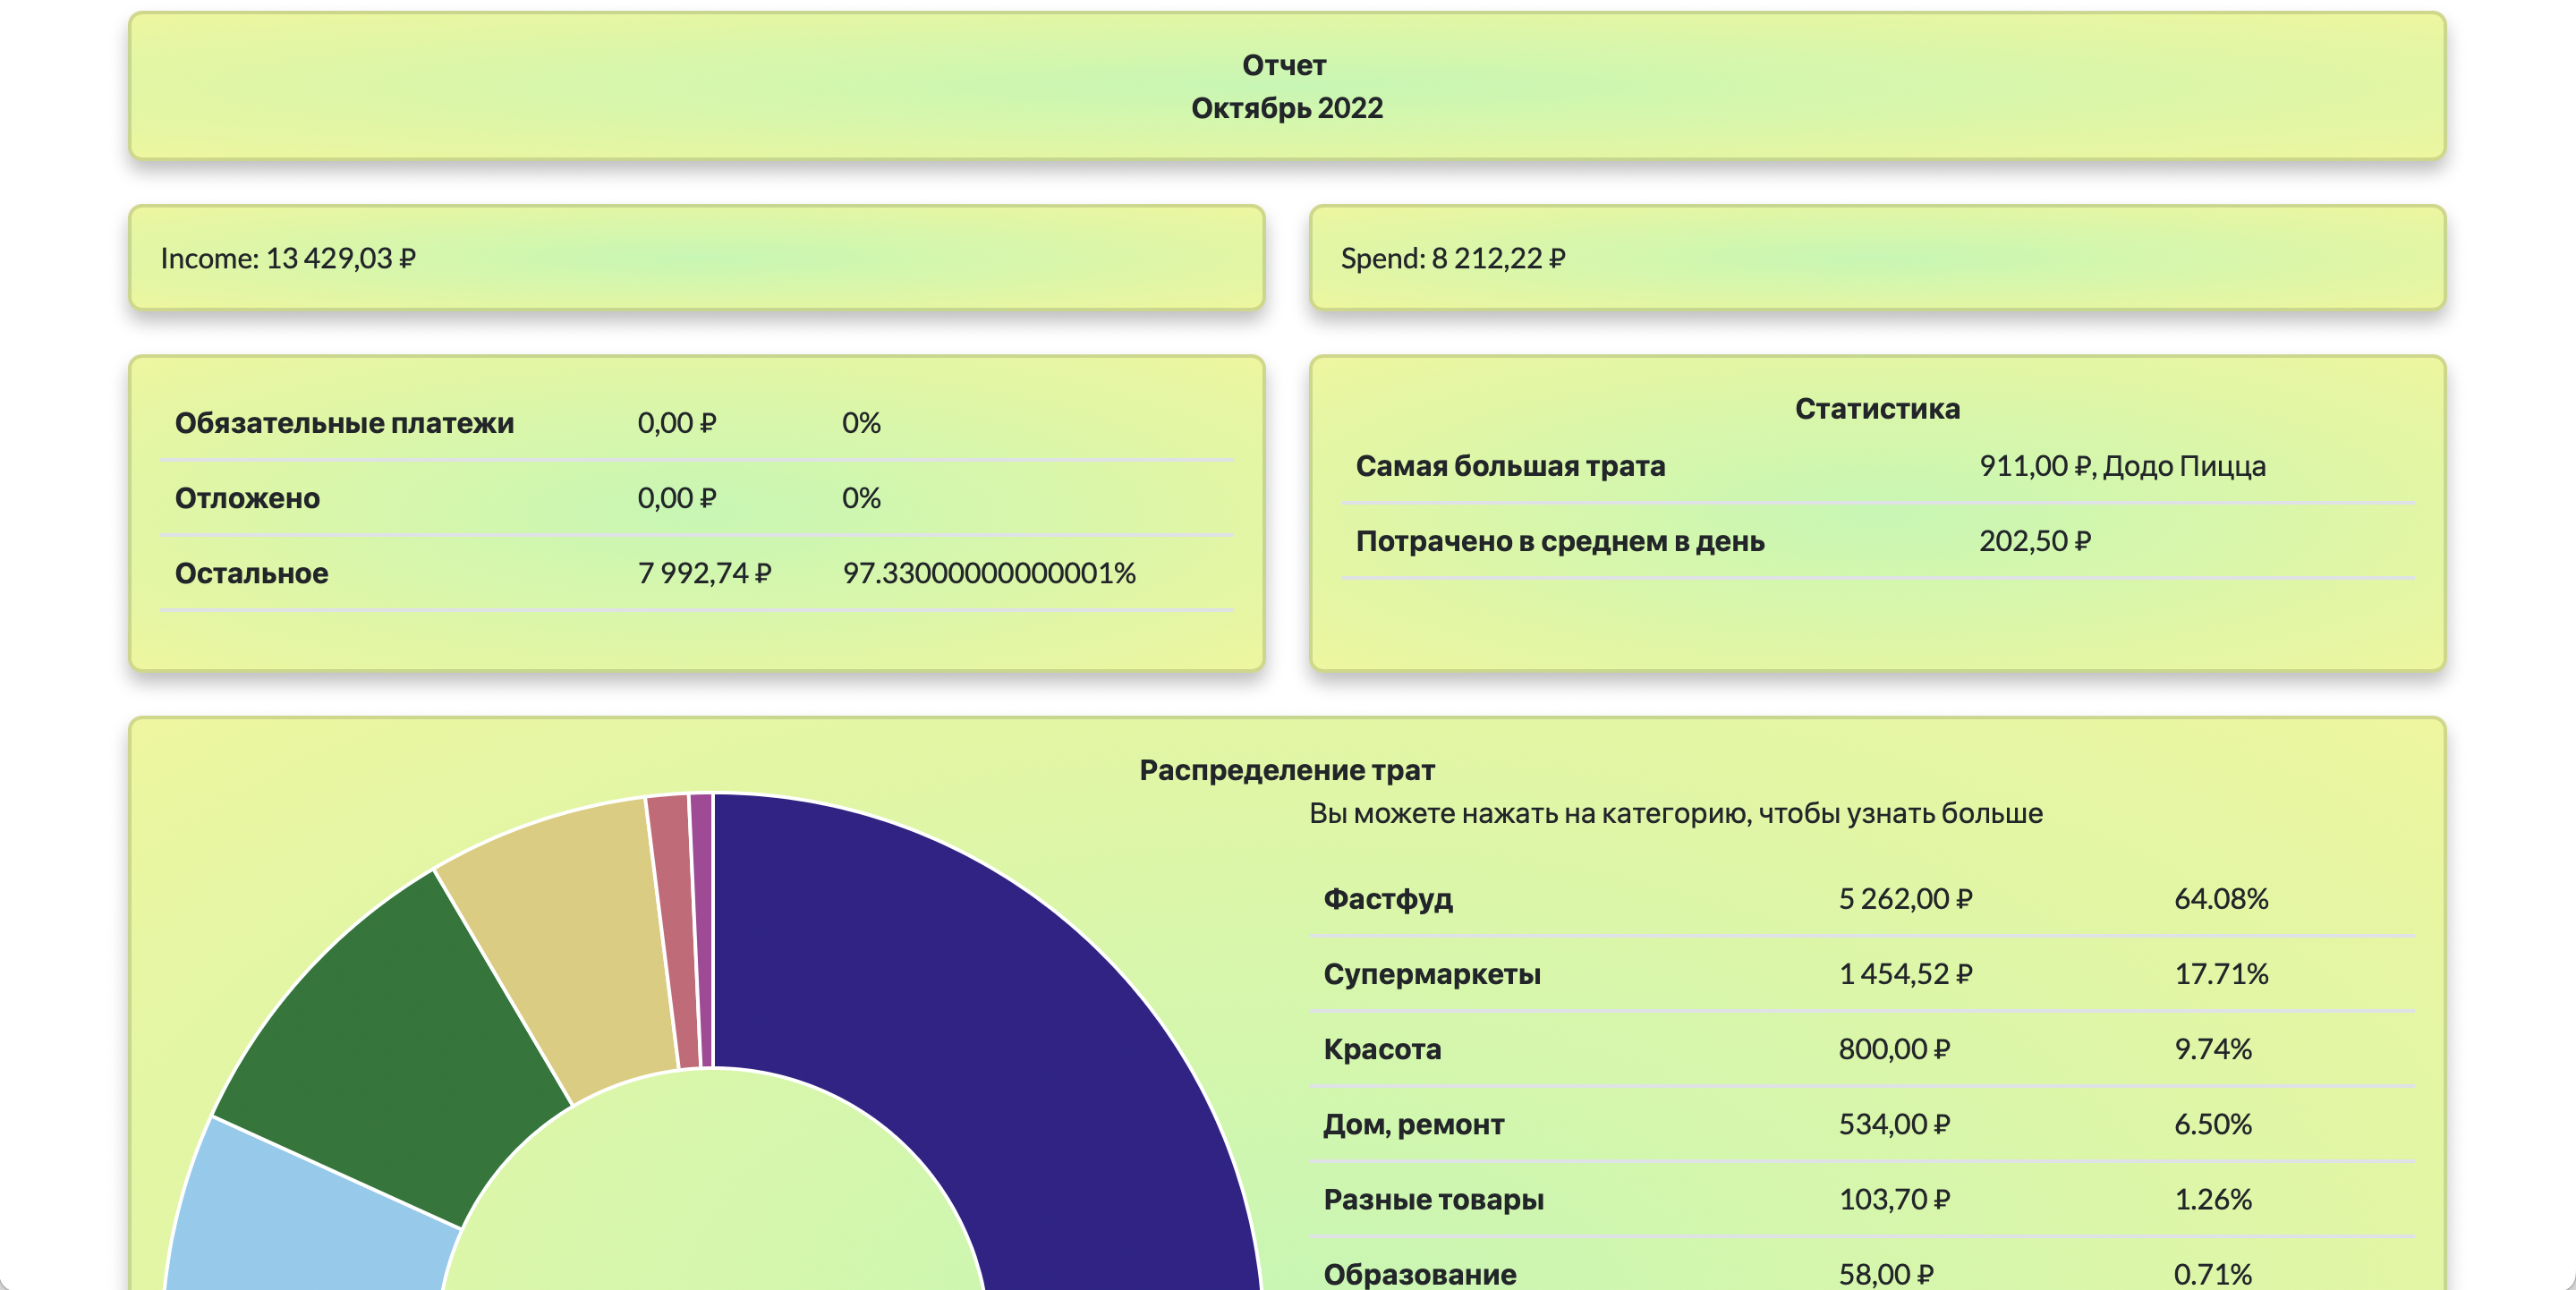 Отчет
Октябрь 2022
Income: 13 429,03 ₽
Spend: 8 212,22 ₽
Обязательные платежи 0,00 ₽ 0%
Отложено 0,00 ₽ 0%
Остальное 7 992,74 ₽ 97.33000000000001%
Статистика
Самая большая трата 911,00 ₽, Додо Пицца
Потрачено в среднем в день 202,50 ₽
Распределение трат
Вы можете нажать на категорию, чтобы узнать больше
Фастфуд 5 262,00 ₽ 64.08%
Супермаркеты 1 454,52 ₽ 17.71%
Красота 800,00 ₽ 9.74%
Дом, ремонт 534,00 ₽ 6.50%
Разные товары 103,70 ₽ 1.26%
Образование 58,00 ₽ 0.71%